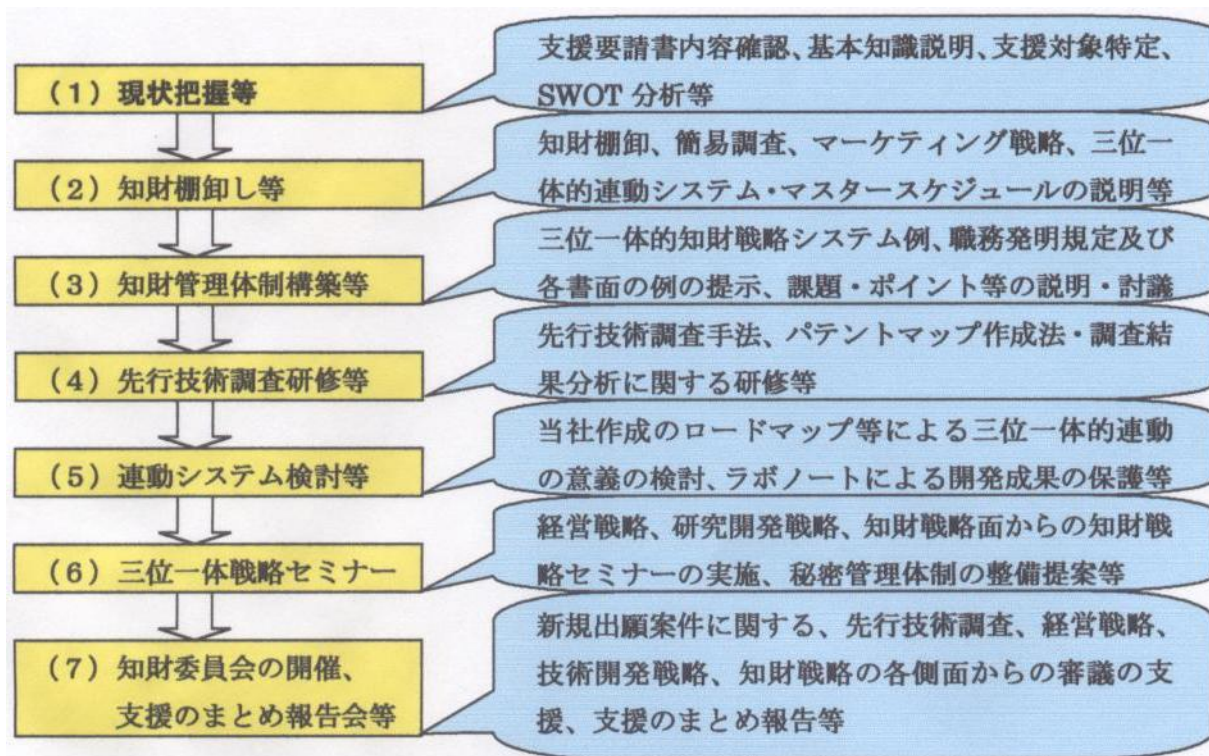 (1)現状把握等
支援要請書内容確認、基本知識説明、支援対象特定、
SWOT 分析等
(2)知財棚卸し等
知財棚卸、簡易調査、マーケティング戦略、三位一
体的連動システム・マスタースケジュールの説明等
(3)知財管理体制構築等
三位一体的知財戦略システム例、職務発明規定及び
各書面の例の提示、課題・ポイント等の説明・討議
(4)先行技術調査研修等
先行技術調査手法、パテントマップ作成法・調査結
果分析に関する研修等
(5)連動システム検討等
当社作成のロードマップ等による三位一体的連動
の意義の検討、ラボノートによる開発成果の保護等
(6)三位一体戦略セミナー
経営戦略、研究開発戦略、知財戦略面からの知財戦
略セミナーの実施、秘密管理体制の整備提案等
(7)知財委員会の開催、
支援のまとめ報告会等
新規出願案件に関する、先行技術調査、経営戦略、
技術開発戦略、知財戦略の各側面からの審議の支
援、支援のまとめ報告等